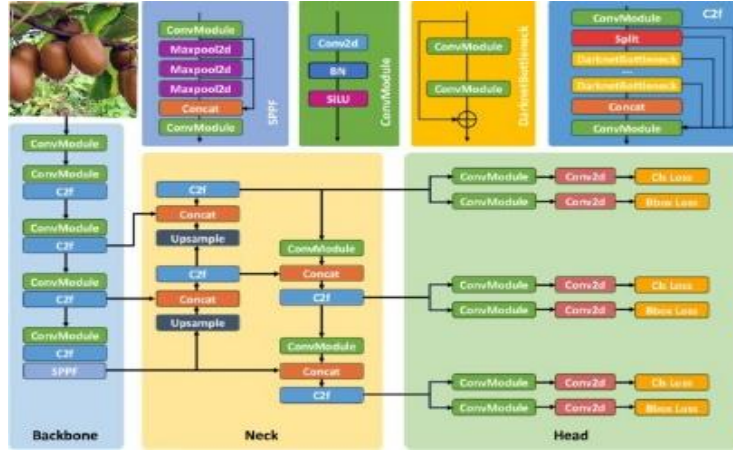 ConvModule
Maxpool2d
Maxpool2d
Maxpool2d
Concat
ConvModule
SPPF
Conv2d
BN
SiLU
ConvModule
ConvModule
ConvModule
DarknetBottleneck
C2f
ConvModule
Split
DarknetBottleneck
...
DarknetBottleneck
Concat
ConvModule
ConvModule
ConvModule
C2f
ConvModule
C2f
ConvModule
C2f
ConvModule
C2f
SPPF
Backbone
C2f
Concat
Upsample
C2f
Concat
Upsample
ConvModule
Concat
C2f
ConvModule
Concat
C2f
Neck
ConvModule Conv2d Cls Loss
ConvModule Conv2d Bbox Loss
ConvModule Conv2d Cls Loss
ConvModule Conv2d Bbox Loss
ConvModule Conv2d Cls Loss
ConvModule Conv2d Bbox Loss
Head